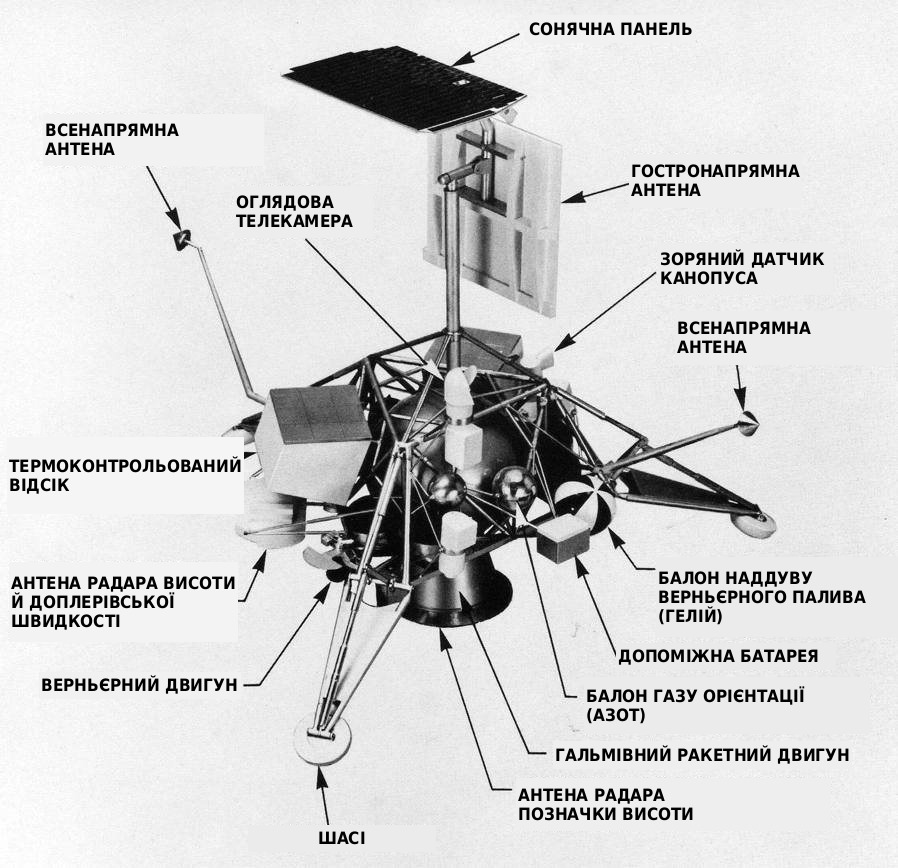 СОНЯЧНА ПАНЕЛЬ
ВСЕНАПРЯМНА
АНТЕНА
ГОСТРОНАПРЯМНА
АНТЕНА
ОГЛЯДОВА
ТЕЛЕКАМЕРА
ЗОРЯНИЙ ДАТЧИК
КАНОПУСА
ВСЕНАПРЯМНА
АНТЕНА
ТЕРМОКОНТРОЛЬОВАНИЙ
ВІДСІК
АНТЕНА РАДАРА ВИСОТИ
Й ДОПЛЕРІВСЬКОЇ
ШВИДКОСТІ
БАЛОН НАДДУВУ
ВЕРНЬЄРНОГО ПАЛИВА
(ГЕЛІЙ)
ДОПОМІЖНА БАТАРЕЯ
ВЕРНЬЄРНИЙ ДВИГУН
БАЛОН ГАЗУ ОРІЄНТАЦІЇ
(АЗОТ)
ГАЛЬМІВНИЙ РАКЕТНИЙ ДВИГУН
АНТЕНА РАДАРА
ПОЗНАЧКИ ВИСОТИ
ШАСІ